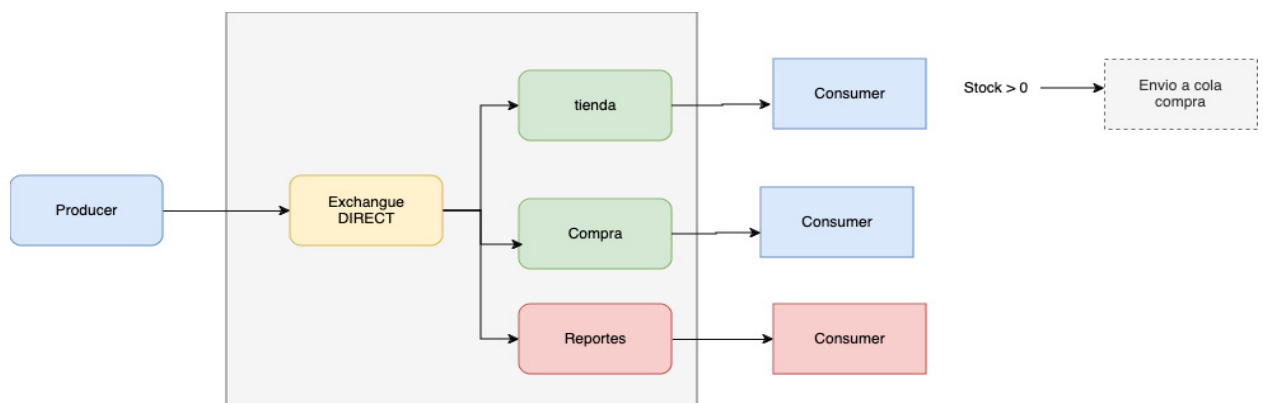 Producer
Exchangue
DIRECT
tienda
Compra
Reportes
Consumer
Consumer
Consumer
Stock > 0
Envio a cola
compra